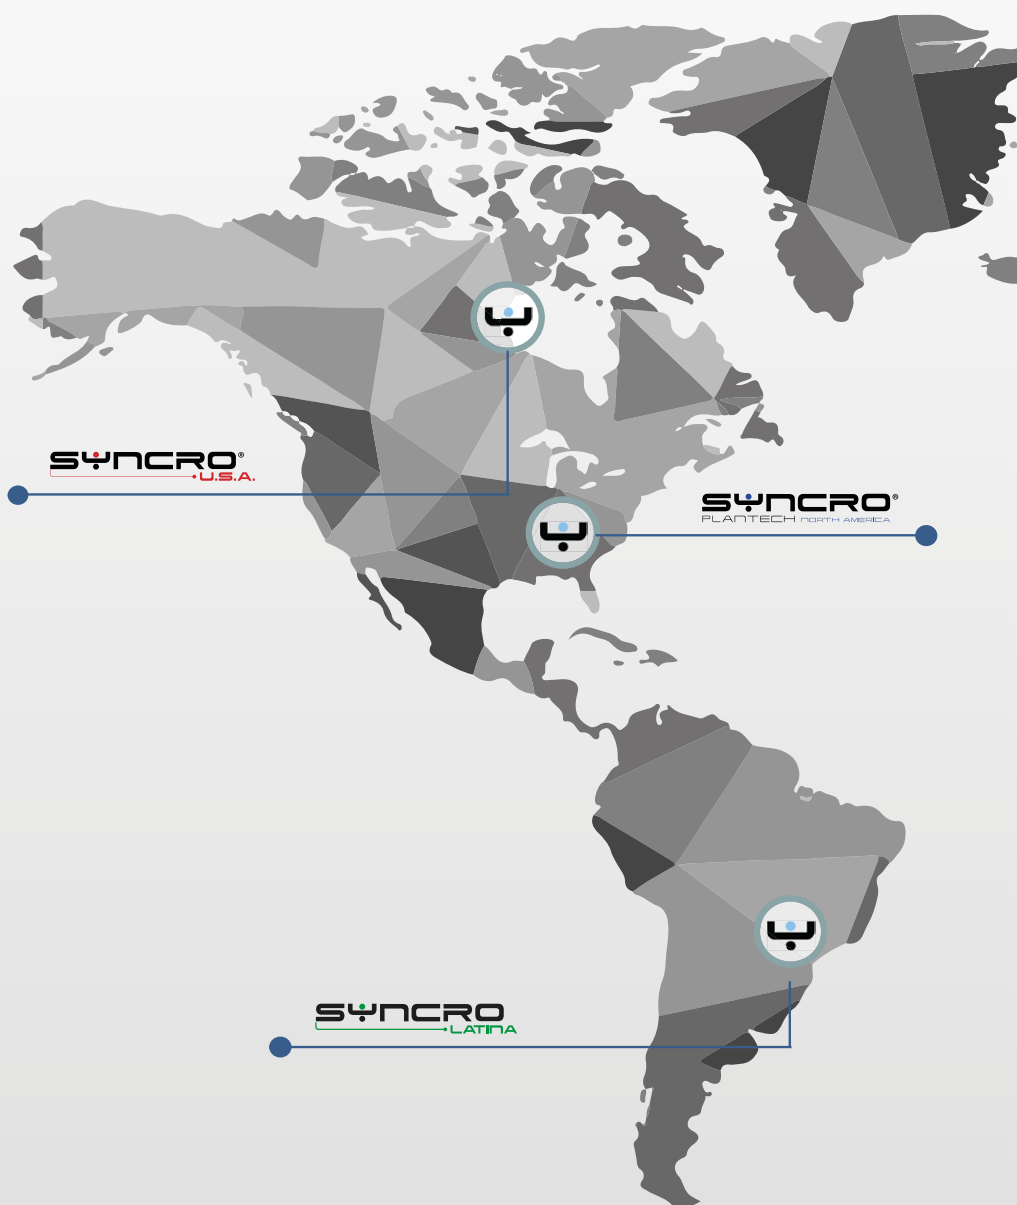 SYNCRO®
U.S.A.
SYNCRO®
PLANTECH NORTH AMERICA
SYNCRO
LATINA